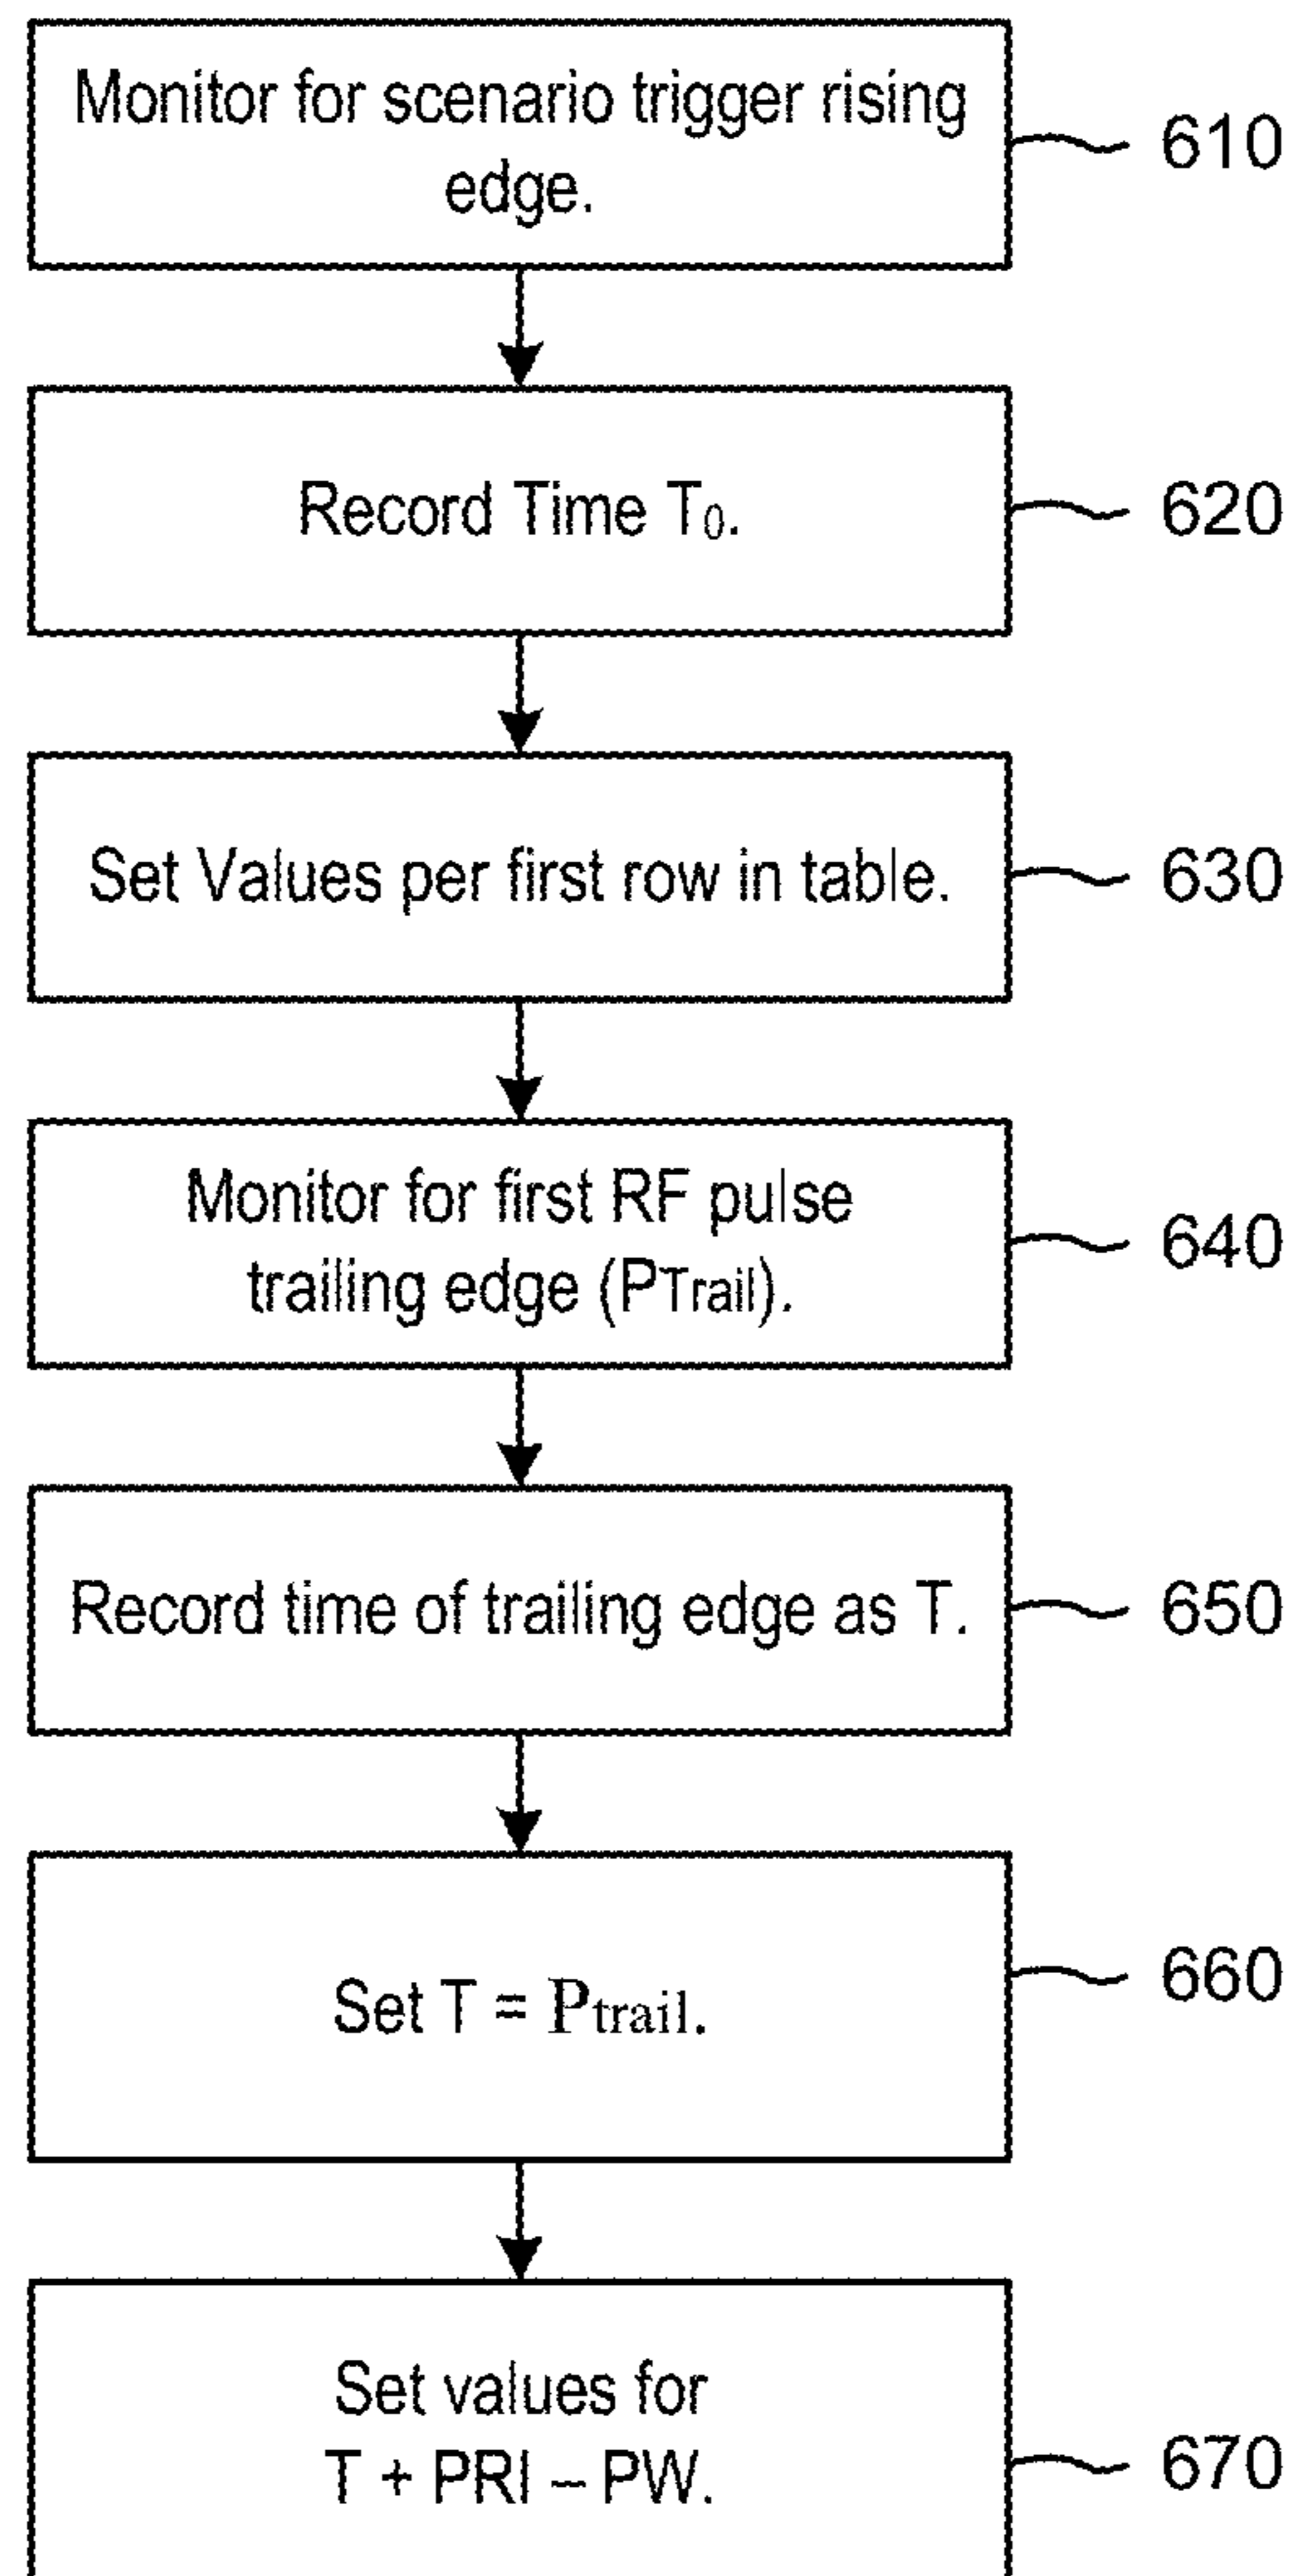 Monitor for scenario trigger rising
edge.
610
Record Time T₀.
620
Set Values per first row in table.
630
Monitor for first RF pulse
trailing edge (PTrail).
640
Record time of trailing edge as T.
650
Set T = Ptrail.
660
Set values for
T + PRI – PW.
670